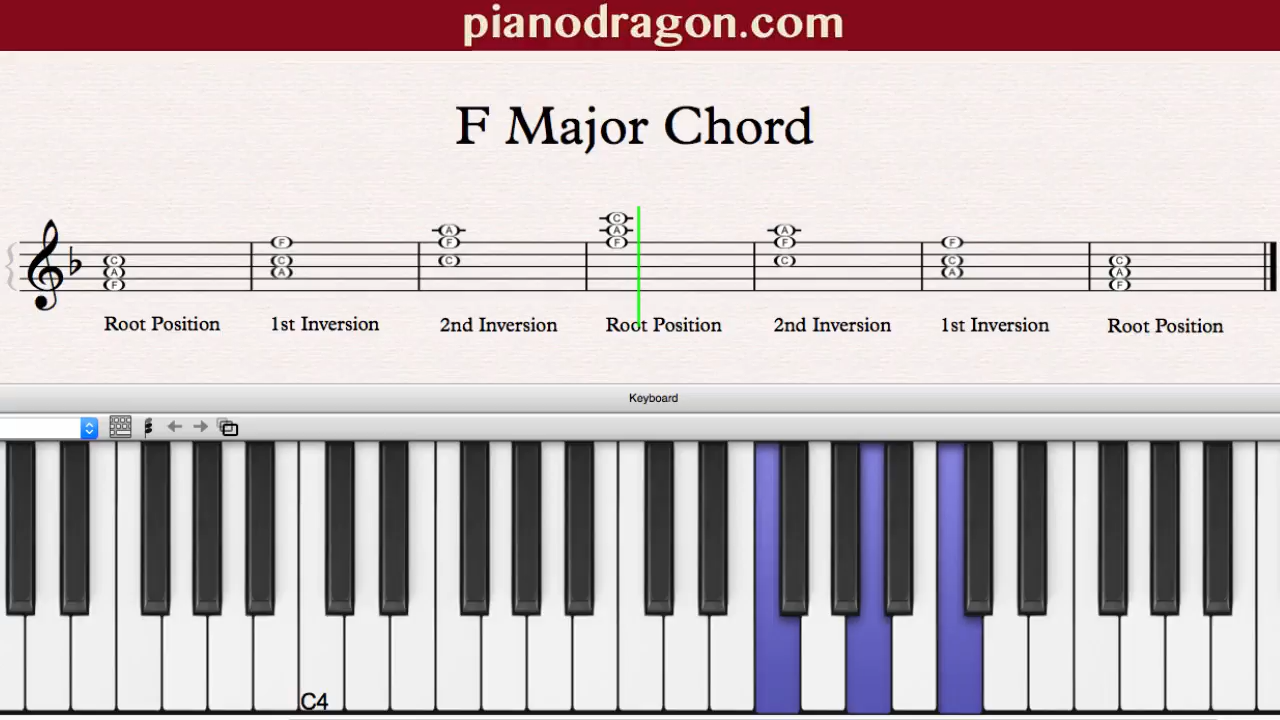 pianodragon.com
F Major Chord
C F A C A F C
A C F A F C A
F A C F C A F
Root Position 1st Inversion 2nd Inversion Root Position 2nd Inversion 1st Inversion Root Position
Keyboard
C4